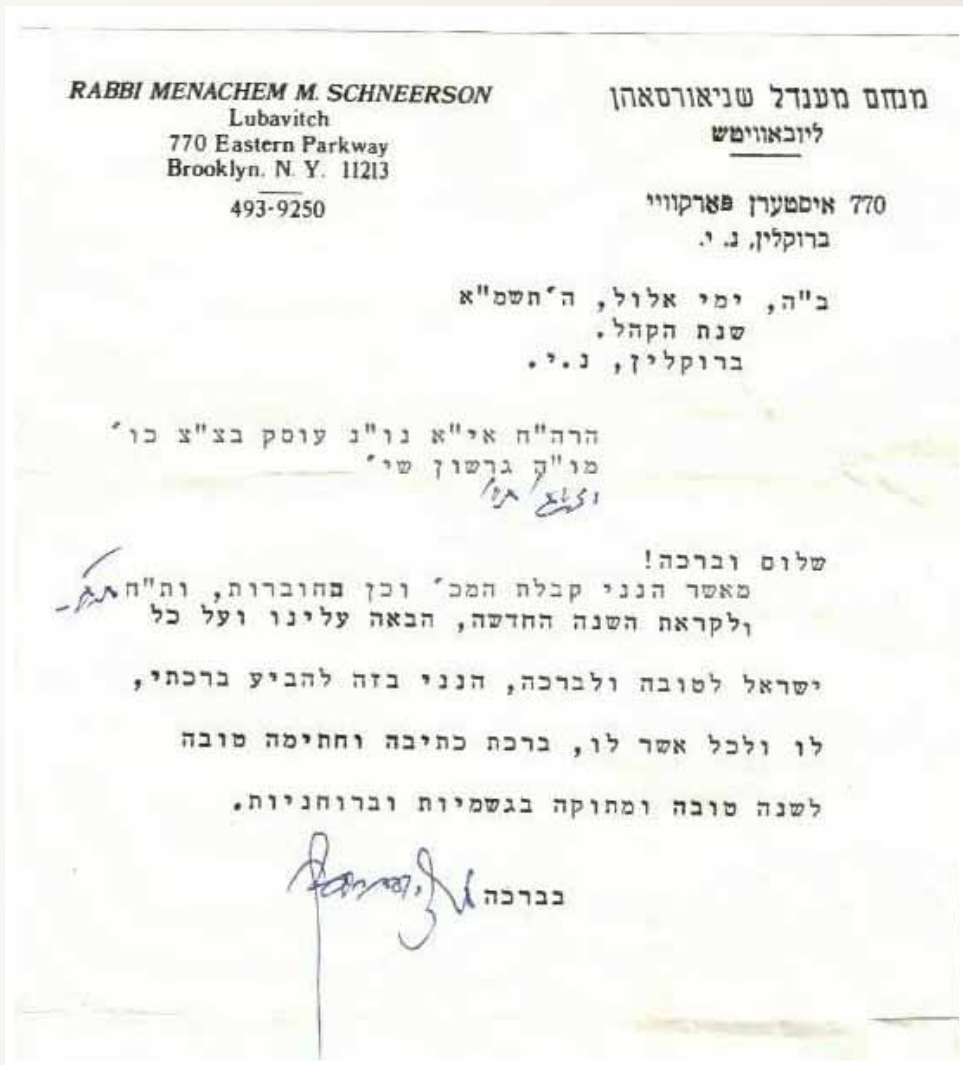 RABBI MENACHEM M. SCHNEERSON
Lubavitch
770 Eastern Parkway
Brooklyn. N. Y. 11213
493-9250
מנחם מענדל שניאורסאהן
ליובאוויטש
770 איסטערן פארקוויי
ברוקלין, נ. י.
ב"ה, ימי אלול, ה'תשמ"א
שנת הקהל.
ברוקלין, נ.י.
הרה"ח אי"א נו"נ עוסק בצ"צ כו'
מו"ה גרשון שי'
שלום וברכה!
מאשר הנני קבלת המכ' וכן החוברות, ות"ח
ולקראת השנה החדשה, הבאה עלינו ועל כל
ישראל לטובה ולברכה, הנני בזה להביע ברכתי,
לו ולכל אשר לו, ברכת כתיבה וחתימה טובה
לשנה טובה ומתוקה בגשמיות וברוחניות.
בברכה